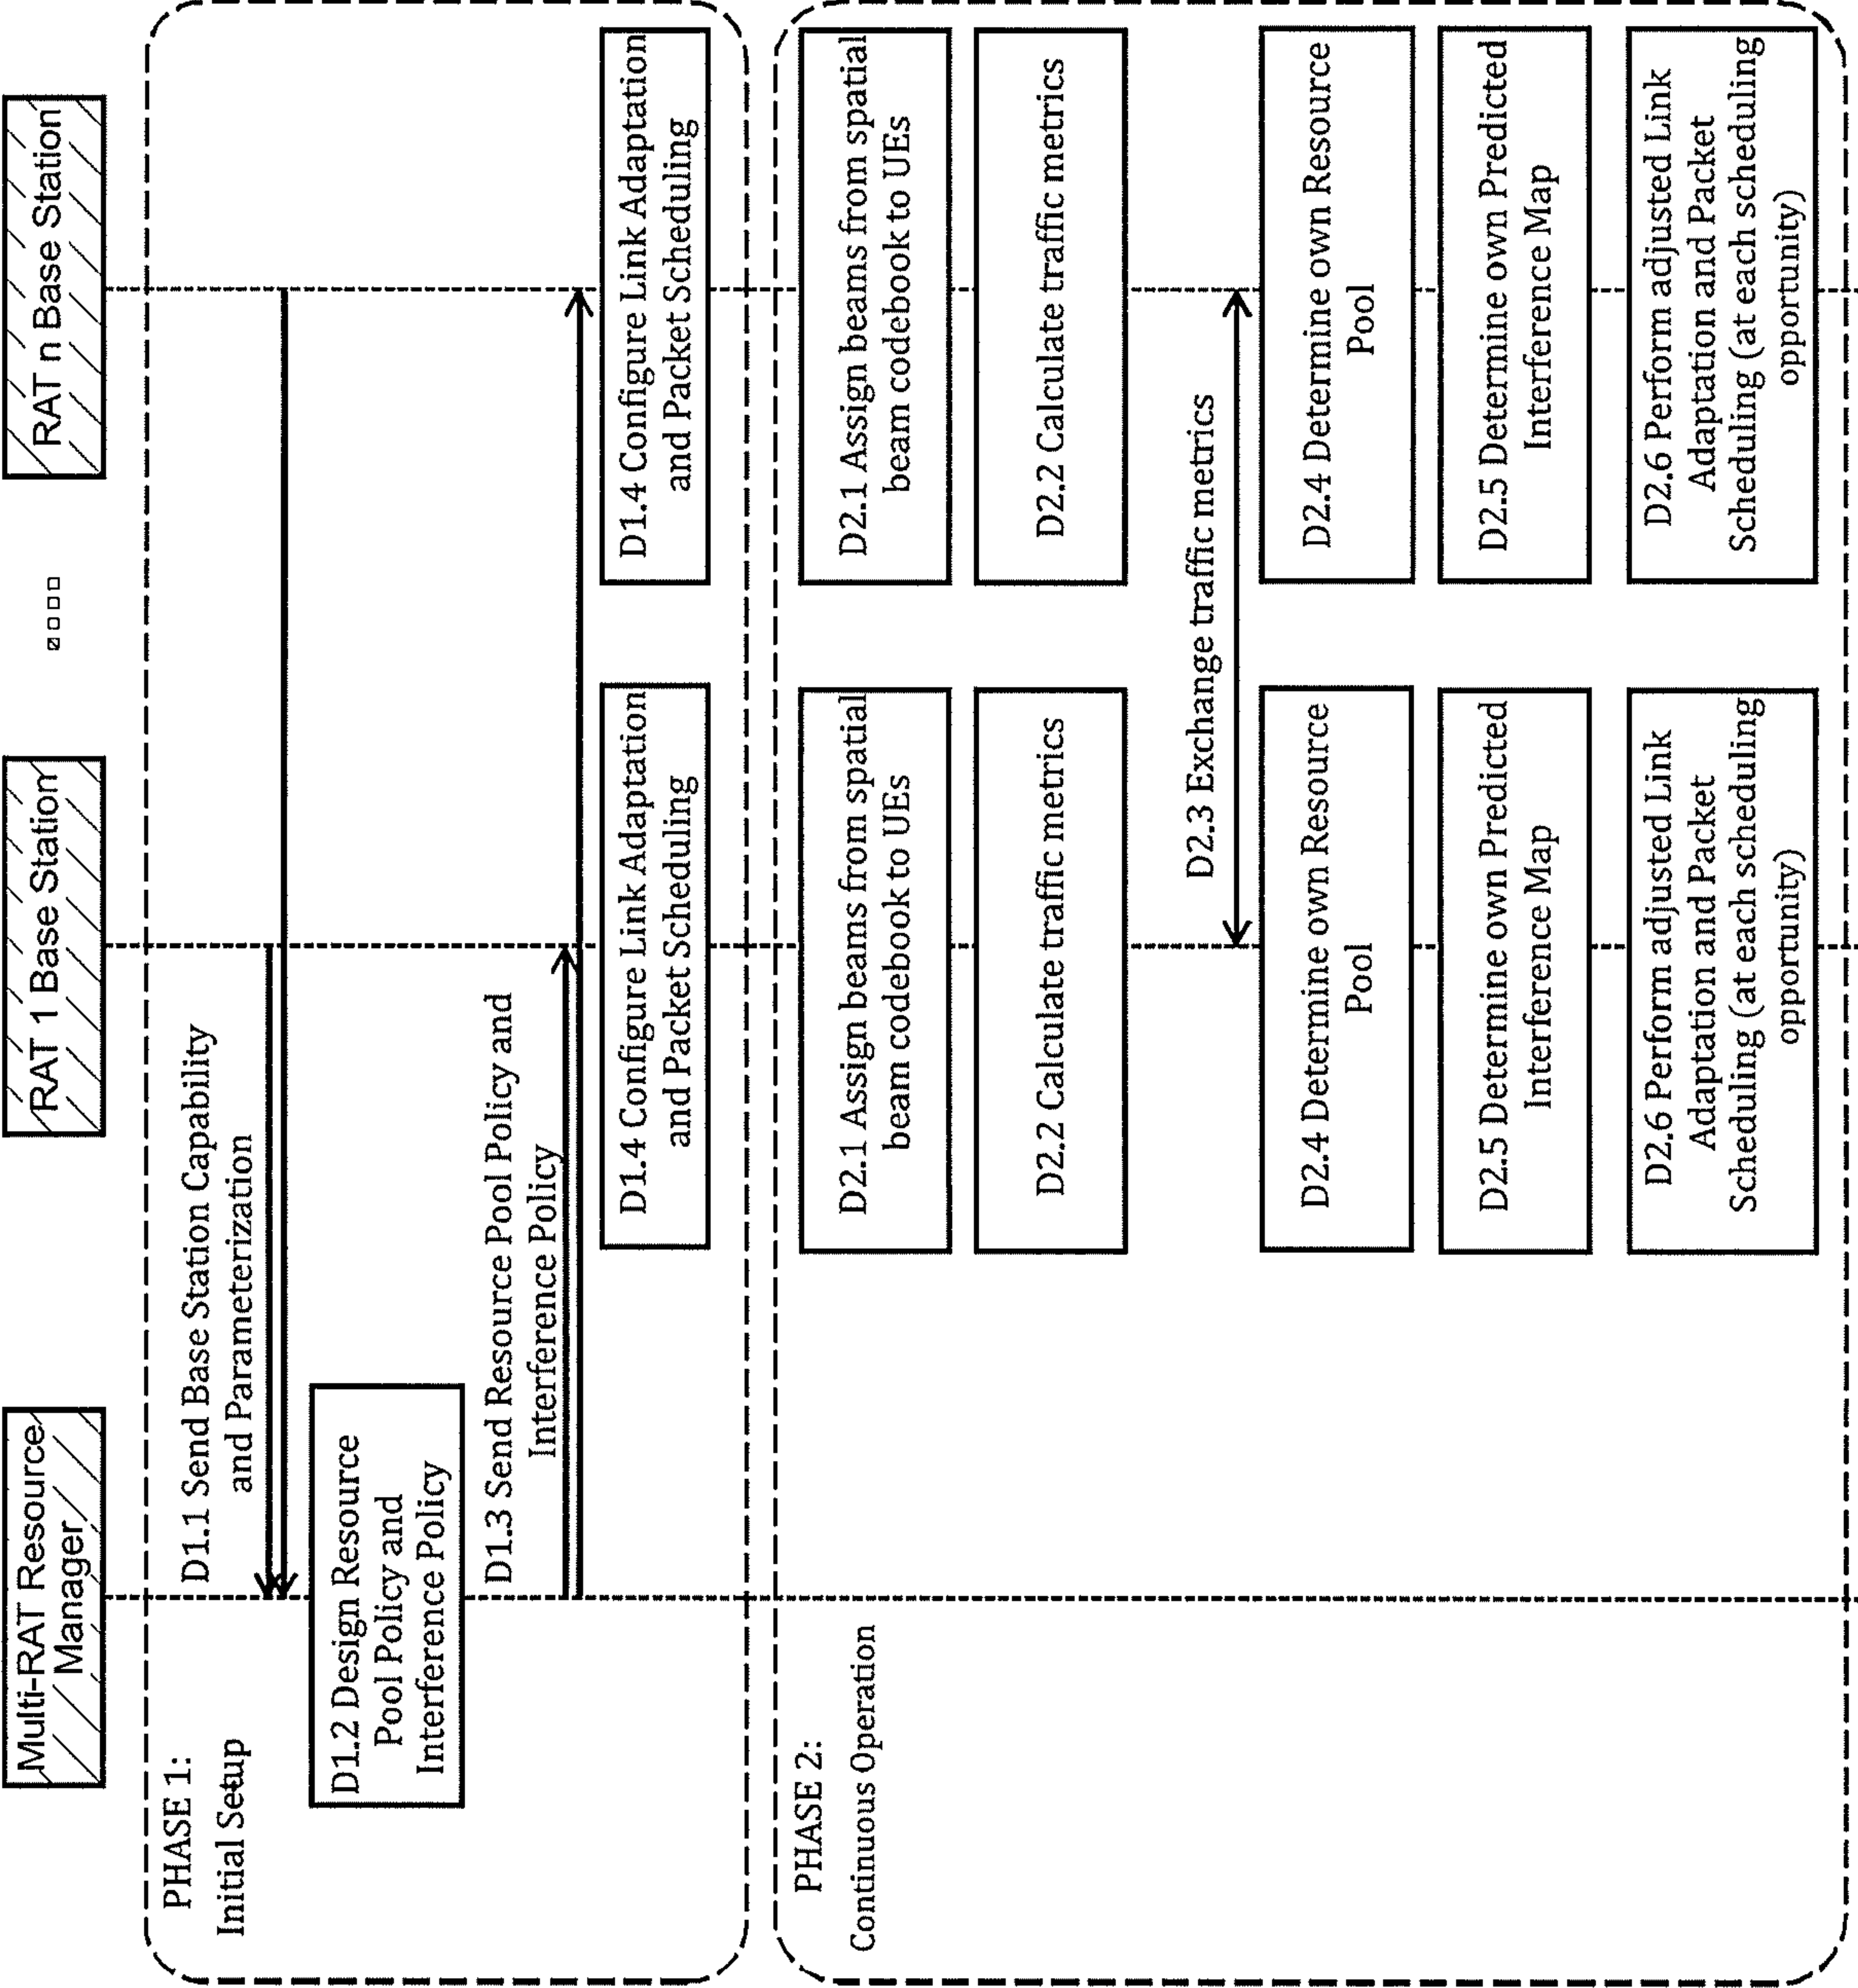 Multi-RAT Resource
Manager
RAT 1 Base Station
RAT n Base Station
PHASE 1:
Initial Setup
D1.1 Send Base Station Capability
and Parameterization
D1.2 Design Resource
Pool Policy and
Interference Policy
D1.3 Send Resource Pool Policy and
Interference Policy
D1.4 Configure Link Adaptation
and Packet Scheduling
D1.4 Configure Link Adaptation
and Packet Scheduling
PHASE 2:
Continuous Operation
D2.1 Assign beams from spatial
beam codebook to UEs
D2.1 Assign beams from spatial
beam codebook to UEs
D2.2 Calculate traffic metrics
D2.2 Calculate traffic metrics
D2.3 Exchange traffic metrics
D2.4 Determine own Resource
Pool
D2.4 Determine own Resource
Pool
D2.5 Determine own Predicted
Interference Map
D2.5 Determine own Predicted
Interference Map
D2.6 Perform adjusted Link
Adaptation and Packet
Scheduling (at each scheduling
opportunity)
D2.6 Perform adjusted Link
Adaptation and Packet
Scheduling (at each scheduling
opportunity)